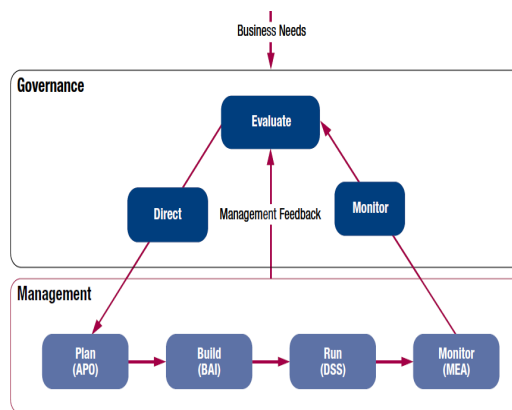 Business Needs
Governance
Evaluate
Direct
Management Feedback
Monitor
Management
Plan
(APO)
Build
(BAI)
Run
(DSS)
Monitor
(MEA)